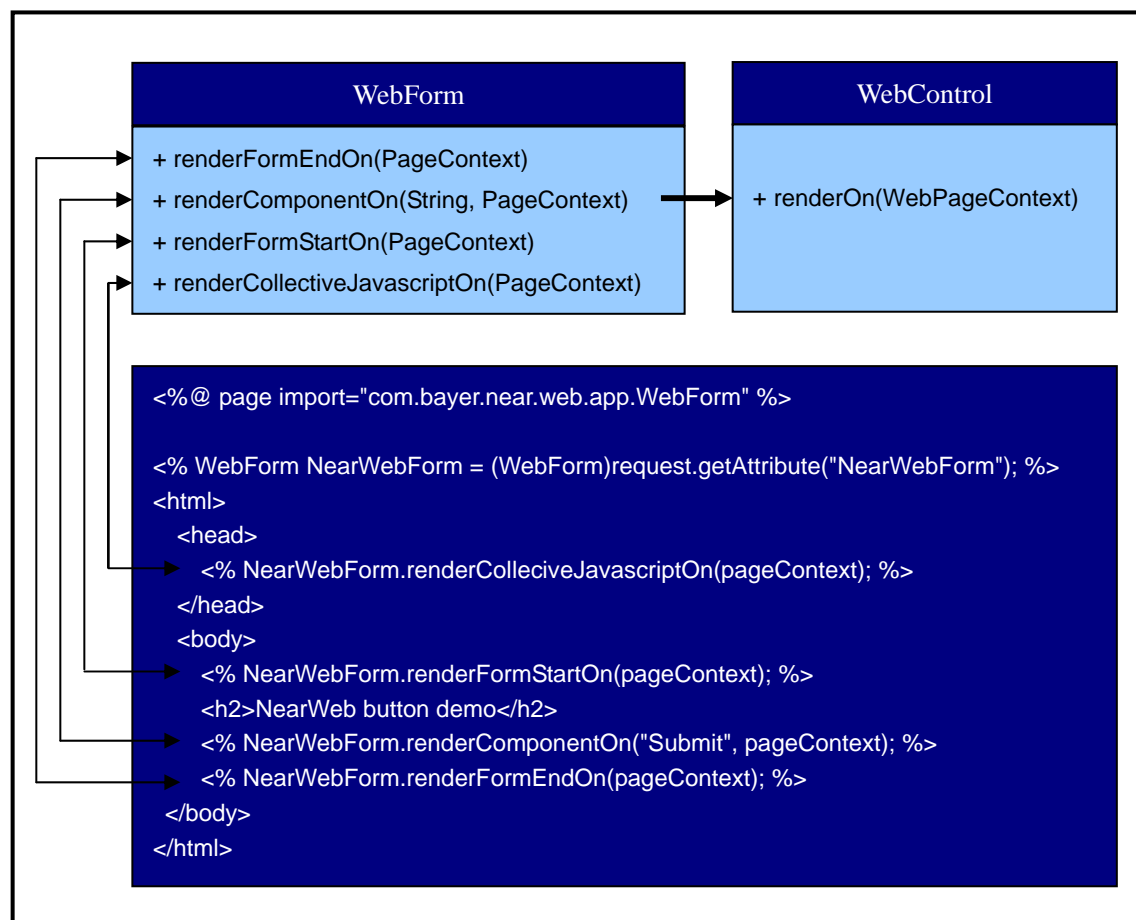 WebForm
+ renderFormEndOn(PageContext)
+ renderComponentOn(String, PageContext)
+ renderFormStartOn(PageContext)
+ renderCollectiveJavascriptOn(PageContext)
WebControl
+ renderOn(WebPageContext)
<%@ page import="com.bayer.near.web.app.WebForm" %>
<% WebForm NearWebForm = (WebForm)request.getAttribute("NearWebForm"); %>
<html>
<head>
<% NearWebForm.renderColleciveJavascriptOn(pageContext); %>
</head>
<body>
<% NearWebForm.renderFormStartOn(pageContext); %>
<h2>NearWeb button demo</h2>
<% NearWebForm.renderComponentOn("Submit", pageContext); %>
<% NearWebForm.renderFormEndOn(pageContext); %>
</body>
</html>